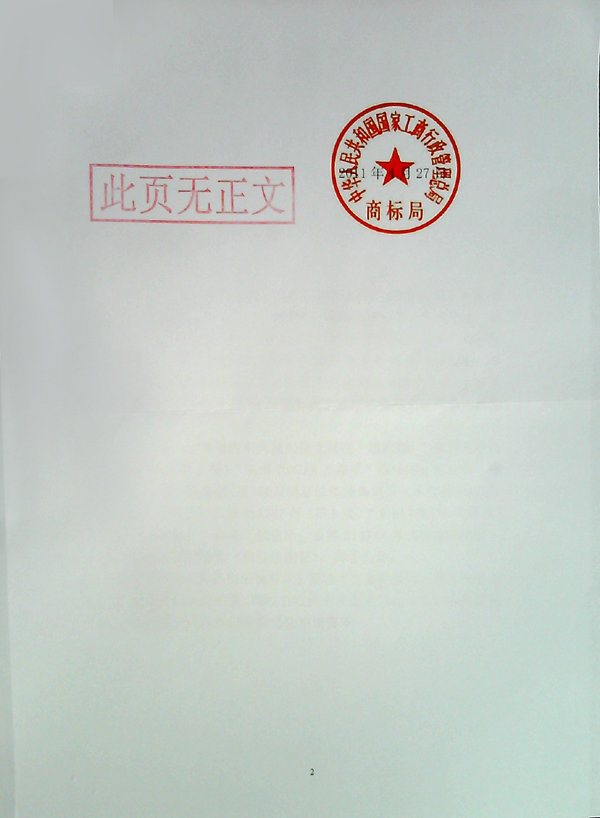 中华人民共和国国家工商行政管理总局
此页无正文
2011年 月27日
商标局
2